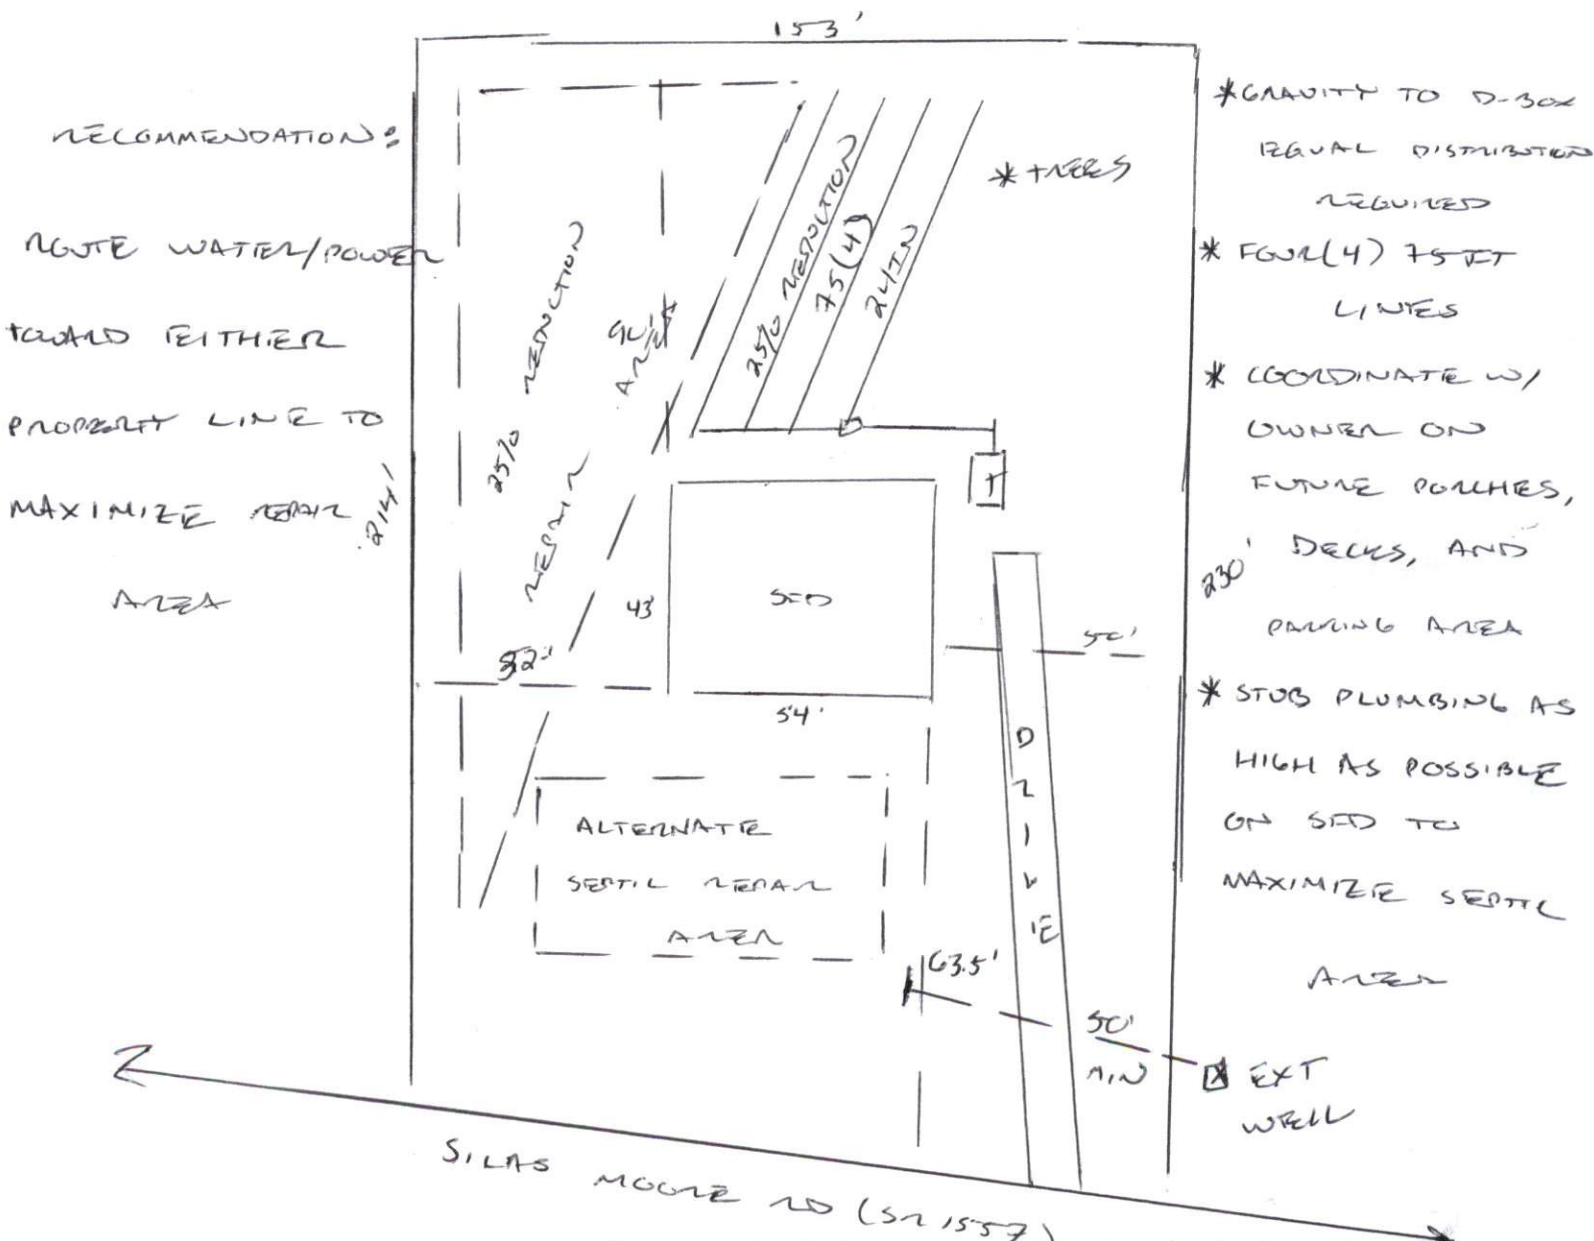 153'
RECOMMENDATION:
ROUTE WATER/POWER
TOWARD EITHER
PROPERTY LINE TO
MAXIMIZE REPAIR
AREA
214'
25% REDUCTION
REPAIR
AREA
25% REDUCTION
75(4)
24IN
* TREES
T
43'
SFD
54'
50'
DRIVE
ALTERNATE
SEPTIC REPAIR
AREA
63.5'
50'
MIN
EXT
WELL
230'
* GRAVITY TO D-BOX
EQUAL DISTRIBUTION
REQUIRED
* FOUR(4) 75 FT
LINES
* COORDINATE W/
OWNER ON
FUTURE PORCHES,
DECKS, AND
PARKING AREA
* STUB PLUMBING AS
HIGH AS POSSIBLE
ON SFD TO
MAXIMIZE SEPTIC
AREA
SILAS MOORE RD (SR 1557)